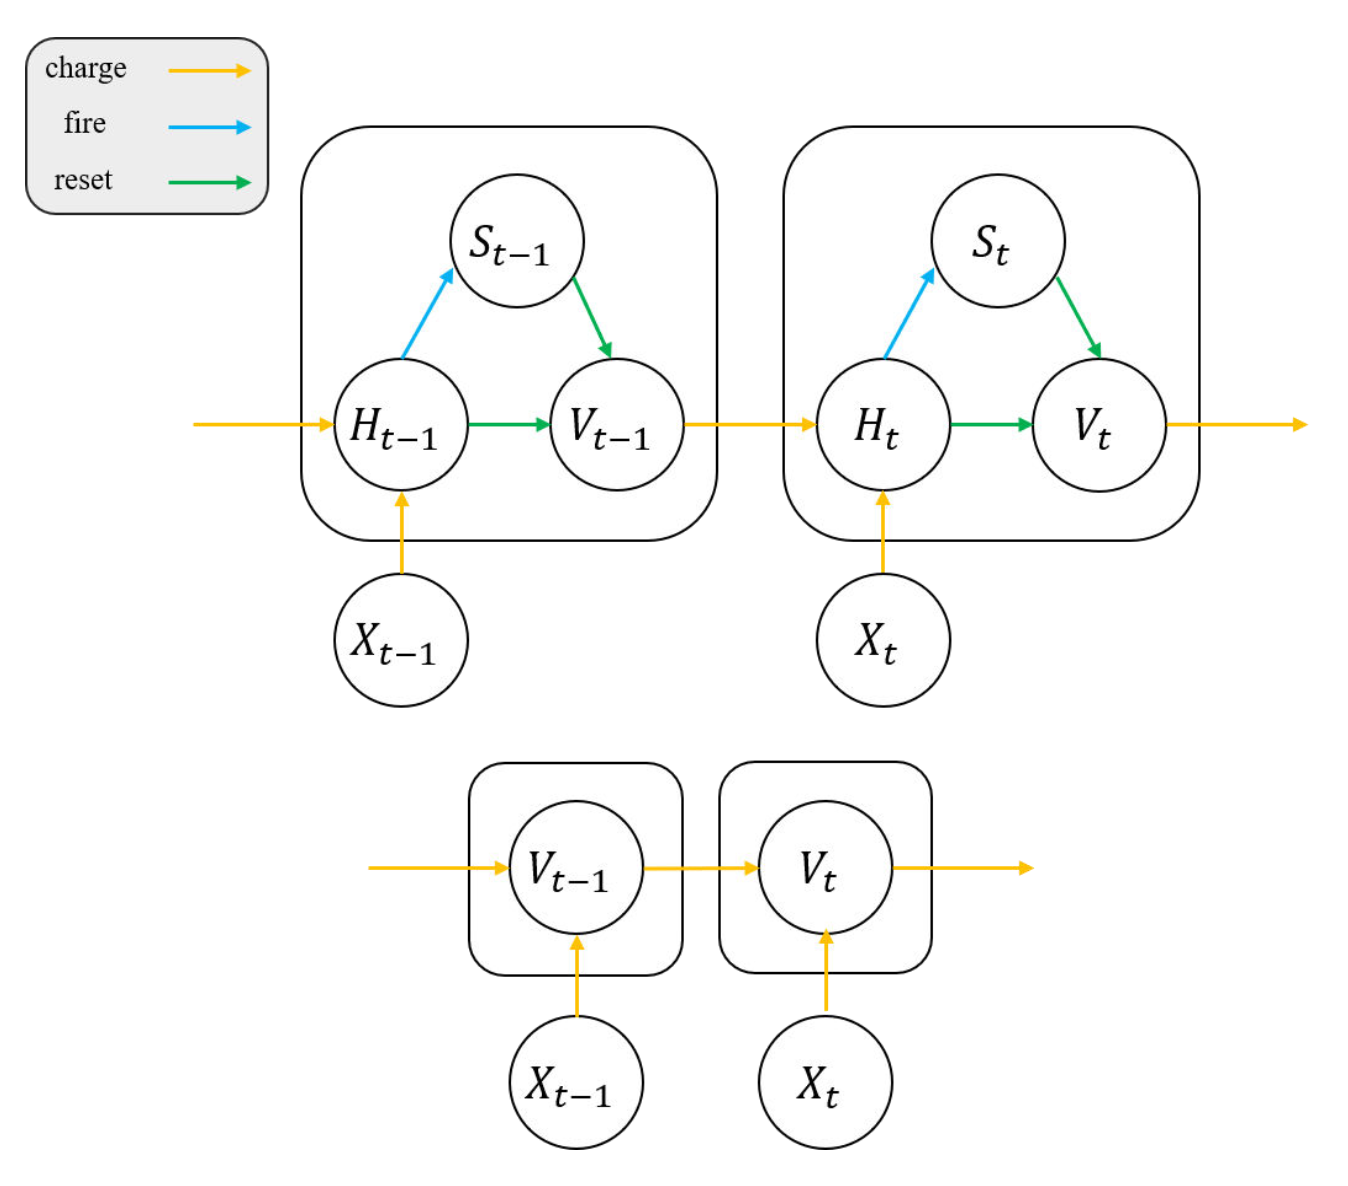 charge
fire
reset
S_{t-1}
S_t
H_{t-1}
V_{t-1}
H_t
V_t
X_{t-1}
X_t
V_{t-1}
V_t
X_{t-1}
X_t